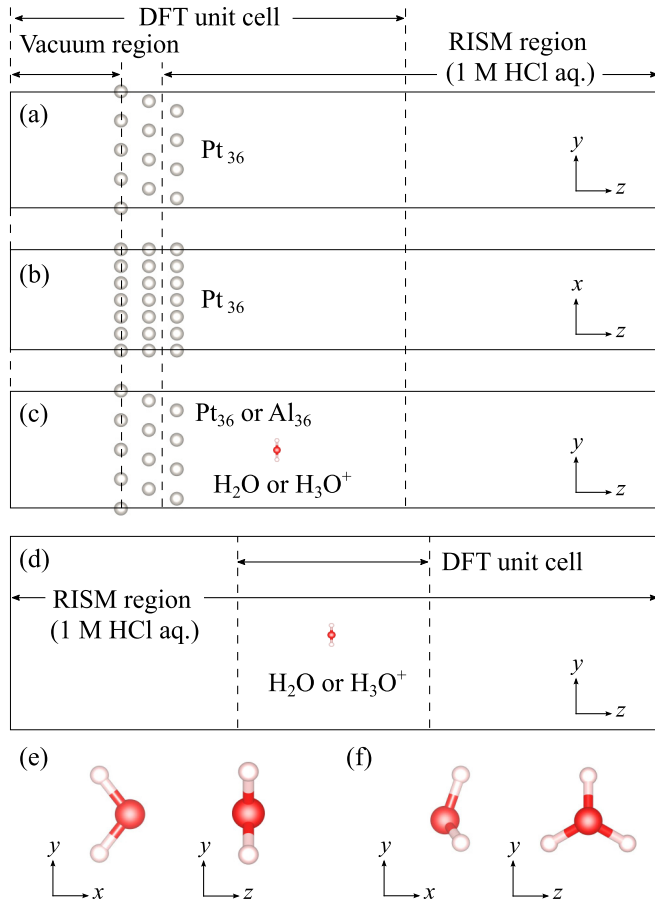 DFT unit cell
Vacuum region
RISM region
(1 M HCl aq.)
(a)
Pt36
y
z
(b)
Pt36
x
z
(c)
Pt36 or Al36
H2O or H3O+
y
z
(d)
DFT unit cell
RISM region
(1 M HCl aq.)
H2O or H3O+
y
z
(e)
(f)
y
x
y
z
y
x
y
z